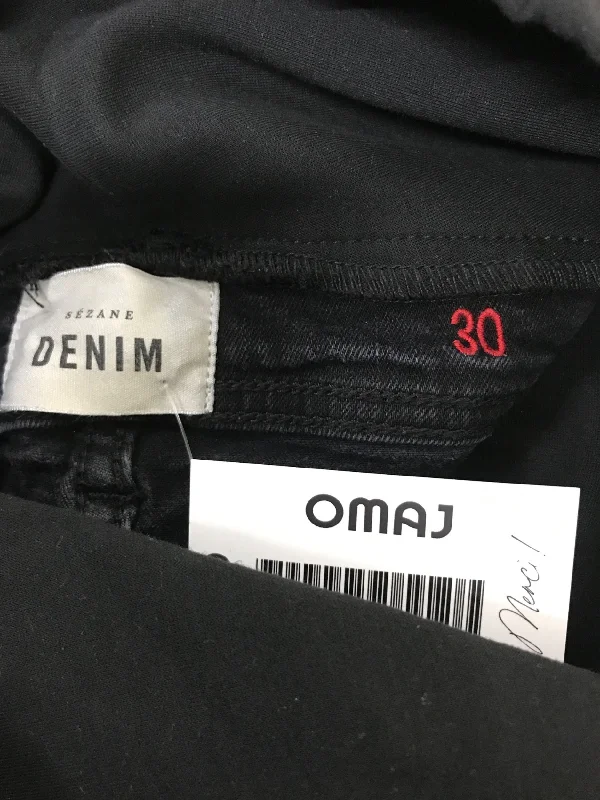 SÉZANE
DENIM
30
OMAJ
Merci!